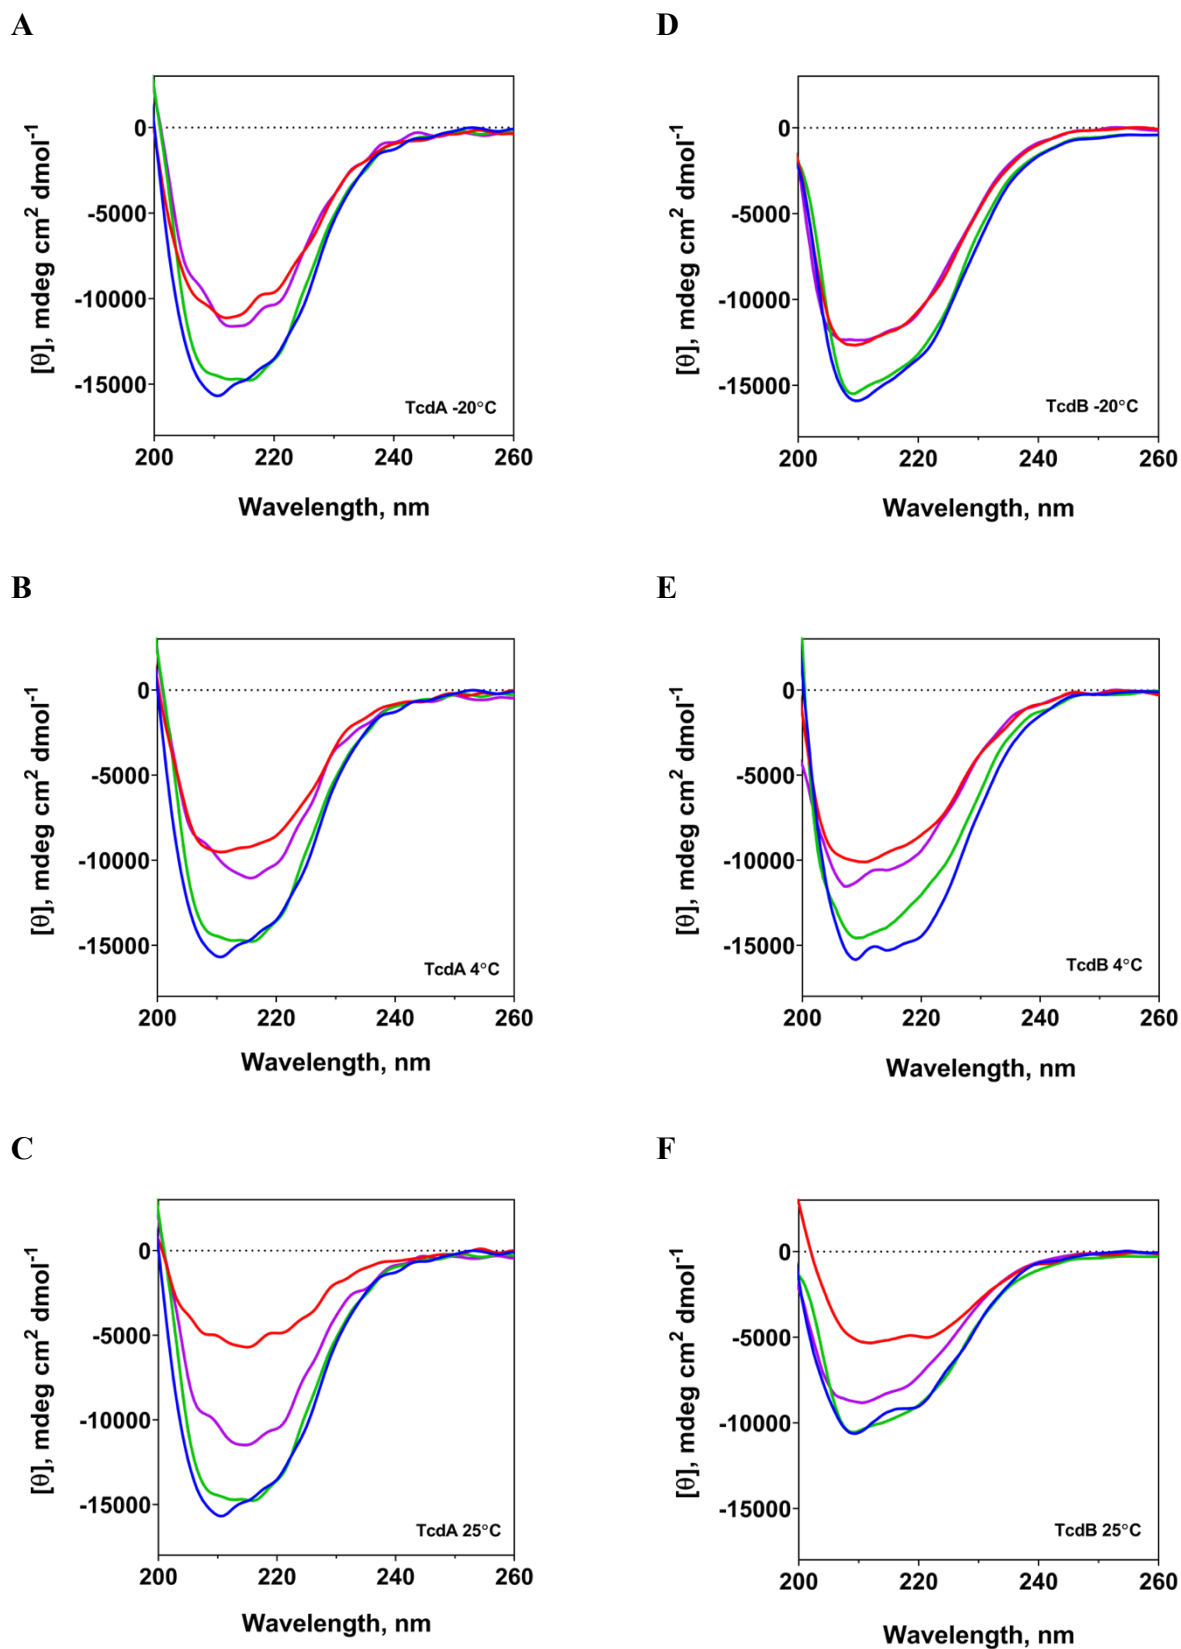 A
D
[θ], mdeg cm² dmol⁻¹
0
-5000
-10000
-15000
TcdA -20°C
200
220
240
260
Wavelength, nm
[θ], mdeg cm² dmol⁻¹
0
-5000
-10000
-15000
TcdB -20°C
200
220
240
260
Wavelength, nm
B
E
[θ], mdeg cm² dmol⁻¹
0
-5000
-10000
-15000
TcdA 4°C
200
220
240
260
Wavelength, nm
[θ], mdeg cm² dmol⁻¹
0
-5000
-10000
-15000
TcdB 4°C
200
220
240
260
Wavelength, nm
C
F
[θ], mdeg cm² dmol⁻¹
0
-5000
-10000
-15000
TcdA 25°C
200
220
240
260
Wavelength, nm
[θ], mdeg cm² dmol⁻¹
0
-5000
-10000
-15000
TcdB 25°C
200
220
240
260
Wavelength, nm